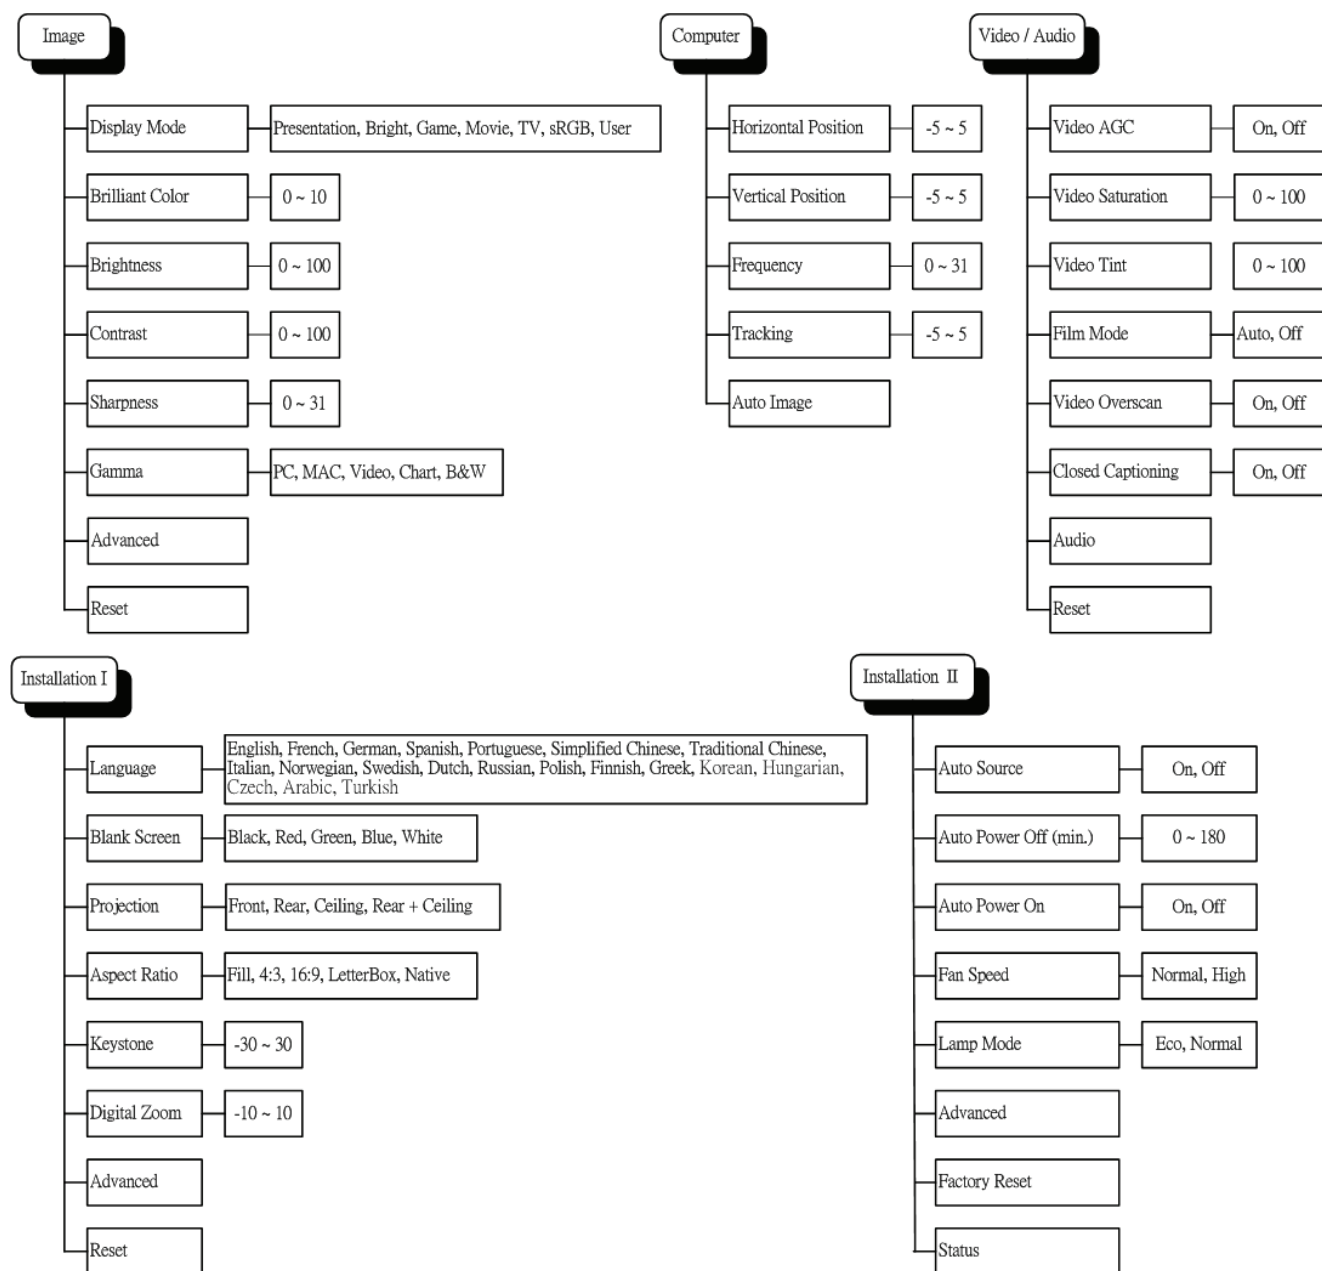 Image
Display Mode
Presentation, Bright, Game, Movie, TV, sRGB, User
Brilliant Color
0 ~ 10
Brightness
0 ~ 100
Contrast
0 ~ 100
Sharpness
0 ~ 31
Gamma
PC, MAC, Video, Chart, B&W
Advanced
Reset
Computer
Horizontal Position
-5 ~ 5
Vertical Position
-5 ~ 5
Frequency
0 ~ 31
Tracking
-5 ~ 5
Auto Image
Video / Audio
Video AGC
On, Off
Video Saturation
0 ~ 100
Video Tint
0 ~ 100
Film Mode
Auto, Off
Video Overscan
On, Off
Closed Captioning
On, Off
Audio
Reset
Installation I
Language
English, French, German, Spanish, Portuguese, Simplified Chinese, Traditional Chinese,
Italian, Norwegian, Swedish, Dutch, Russian, Polish, Finnish, Greek, Korean, Hungarian,
Czech, Arabic, Turkish
Blank Screen
Black, Red, Green, Blue, White
Projection
Front, Rear, Ceiling, Rear + Ceiling
Aspect Ratio
Fill, 4:3, 16:9, LetterBox, Native
Keystone
-30 ~ 30
Digital Zoom
-10 ~ 10
Advanced
Reset
Installation II
Auto Source
On, Off
Auto Power Off (min.)
0 ~ 180
Auto Power On
On, Off
Fan Speed
Normal, High
Lamp Mode
Eco, Normal
Advanced
Factory Reset
Status